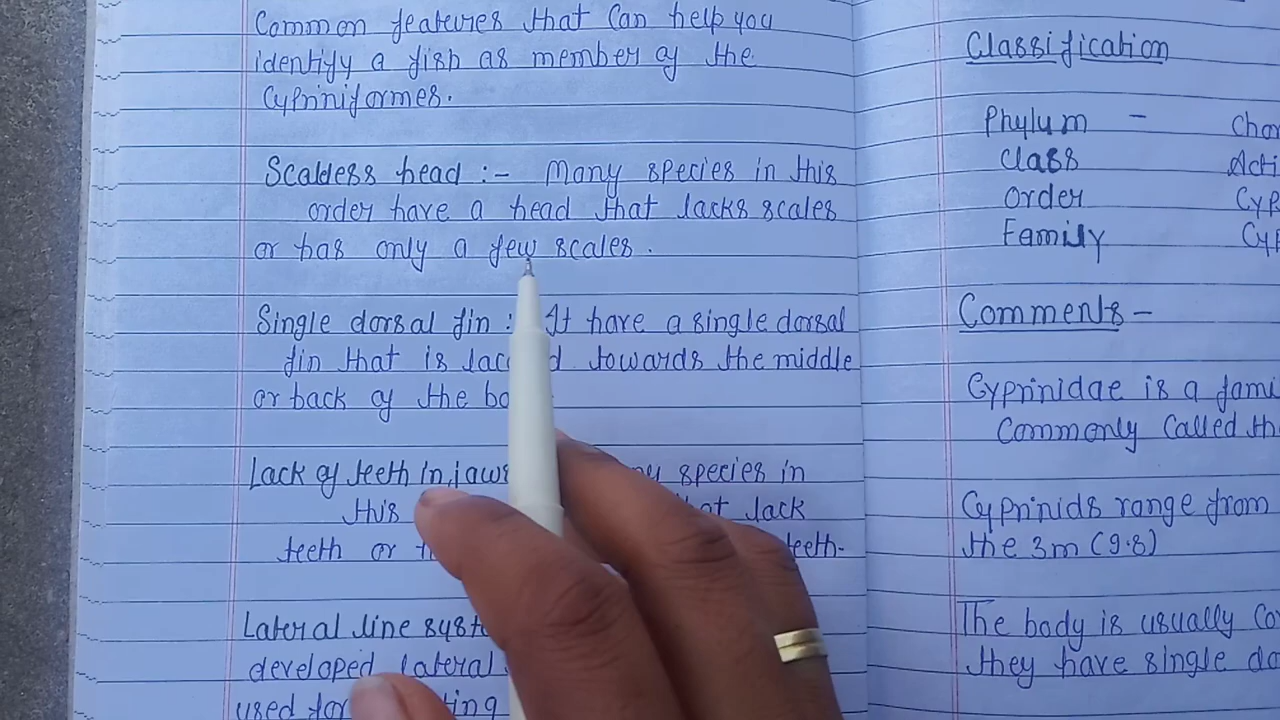 Common features that can help you
identify a fish as member of the
Cypriniformes.
Scaleless head :- Many species in this
order have a head that lacks scales
or has only a few scales.
Single dorsal fin : It have a single dorsal
fin that is towards the middle
or back of the
Lack of teeth in jaws species in
this lack
teeth or teeth-
Lateral line
developed lateral
used for
Classification
Phylum -
Class
Order
Family
Comments -
Cyprinidae is a
Commonly Called
Cyprinids range from
the 3m (9.8)
The body is usually
they have single